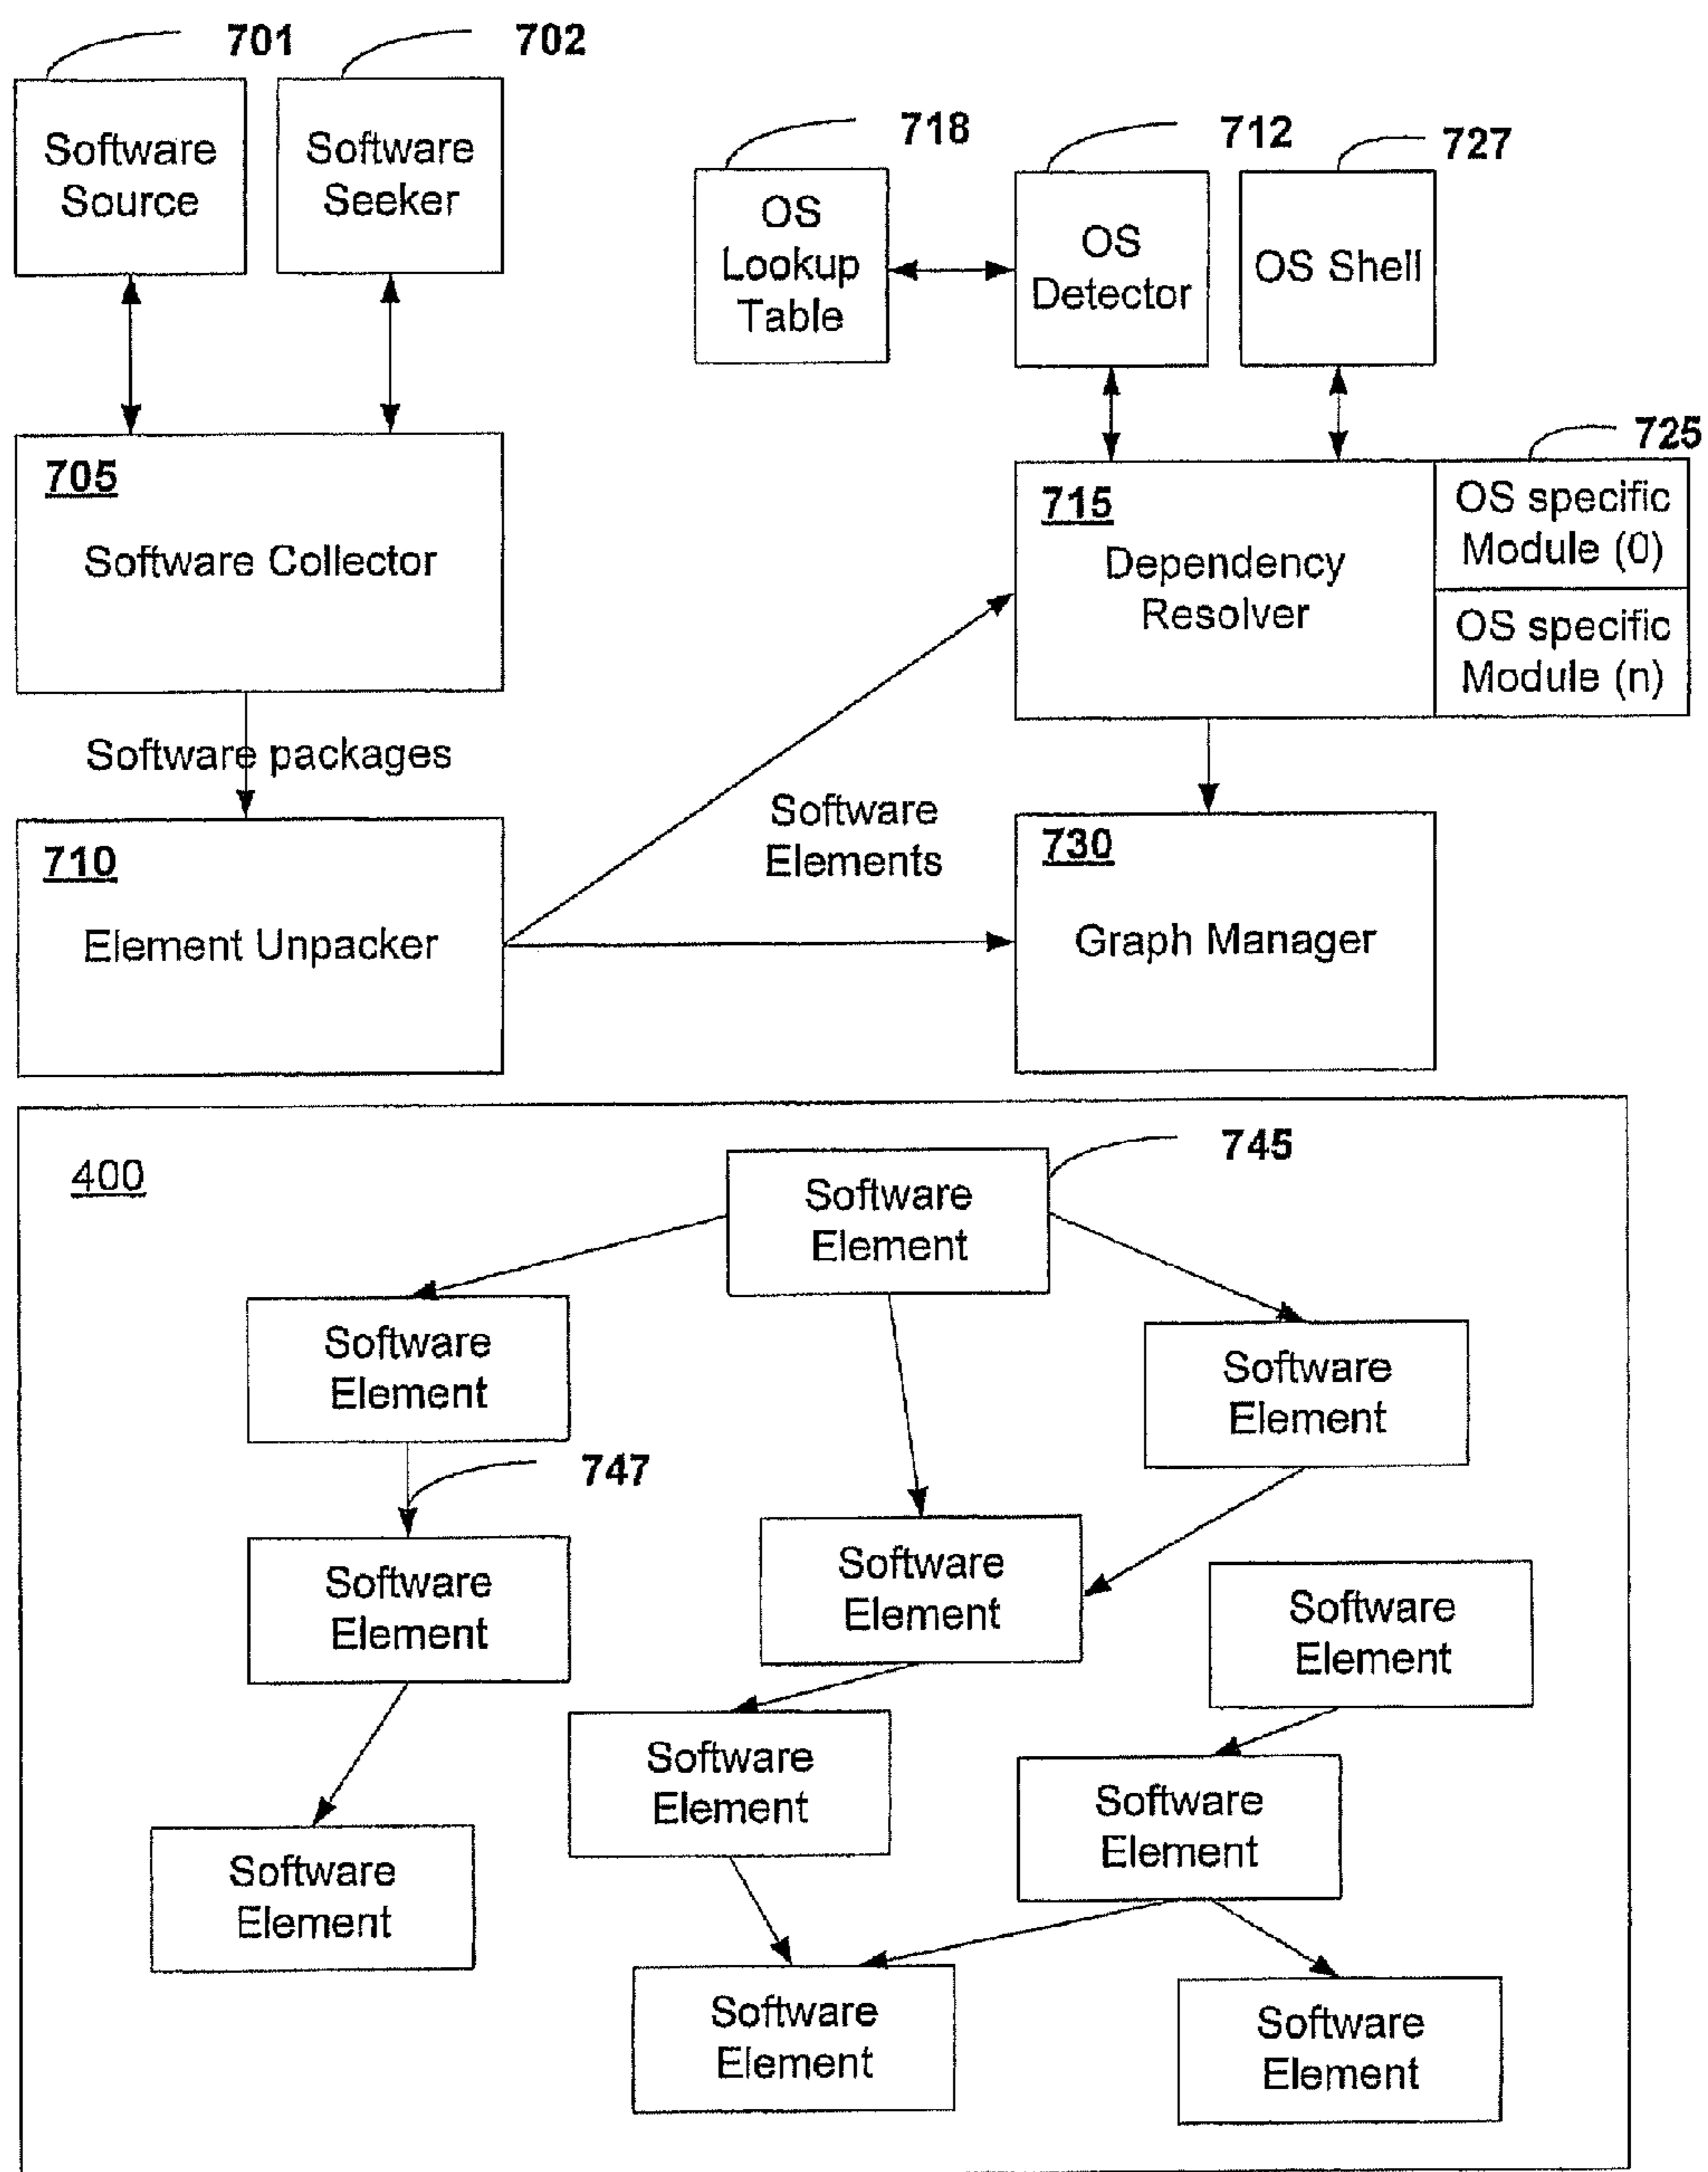 701
702
Software
Source
Software
Seeker
718
712
727
OS
Lookup
Table
OS
Detector
OS Shell
725
705
Software Collector
715
Dependency
Resolver
OS specific
Module (0)
OS specific
Module (n)
Software packages
Software
Elements
710
Element Unpacker
730
Graph Manager
400
745
Software
Element
Software
Element
Software
Element
747
Software
Element
Software
Element
Software
Element
Software
Element
Software
Element
Software
Element
Software
Element
Software
Element